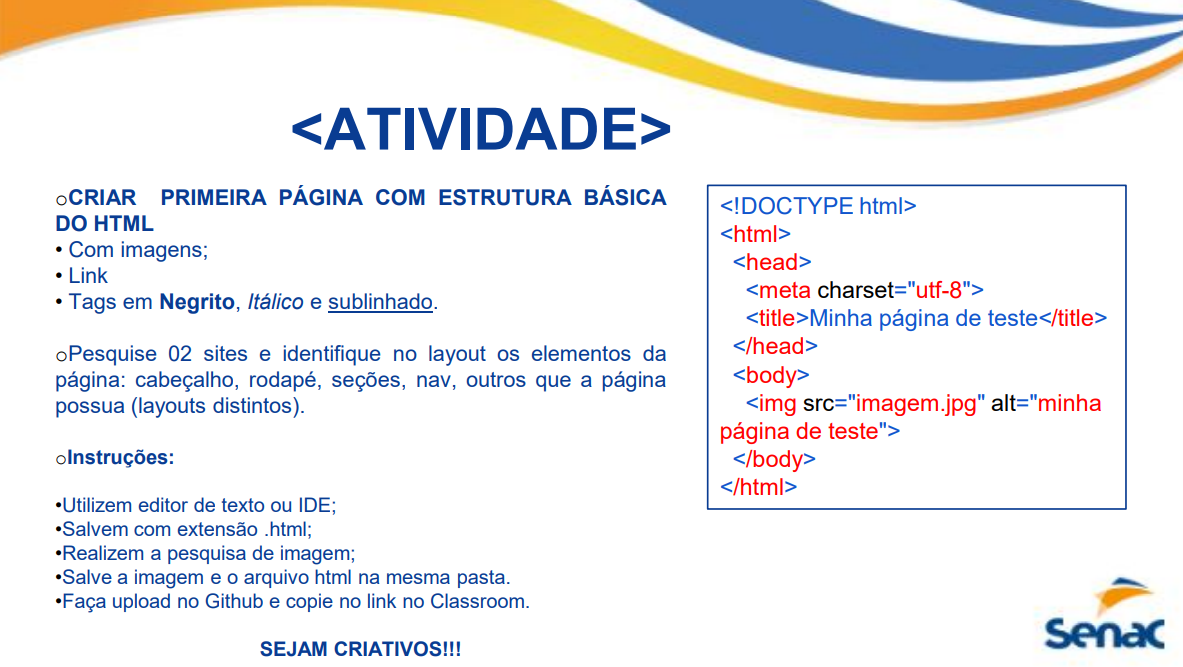 <ATIVIDADE>
oCRIAR PRIMEIRA PÁGINA COM ESTRUTURA BÁSICA
DO HTML
• Com imagens;
• Link
• Tags em Negrito, Itálico e sublinhado.
oPesquise 02 sites e identifique no layout os elementos da
página: cabeçalho, rodapé, seções, nav, outros que a página
possua (layouts distintos).
oInstruções:
•Utilizem editor de texto ou IDE;
•Salvem com extensão .html;
•Realizem a pesquisa de imagem;
•Salve a imagem e o arquivo html na mesma pasta.
•Faça upload no Github e copie no link no Classroom.
SEJAM CRIATIVOS!!!
<!DOCTYPE html>
<html>
<head>
<meta charset="utf-8">
<title>Minha página de teste</title>
</head>
<body>
<img src="imagem.jpg" alt="minha
página de teste">
</body>
</html>
Senac